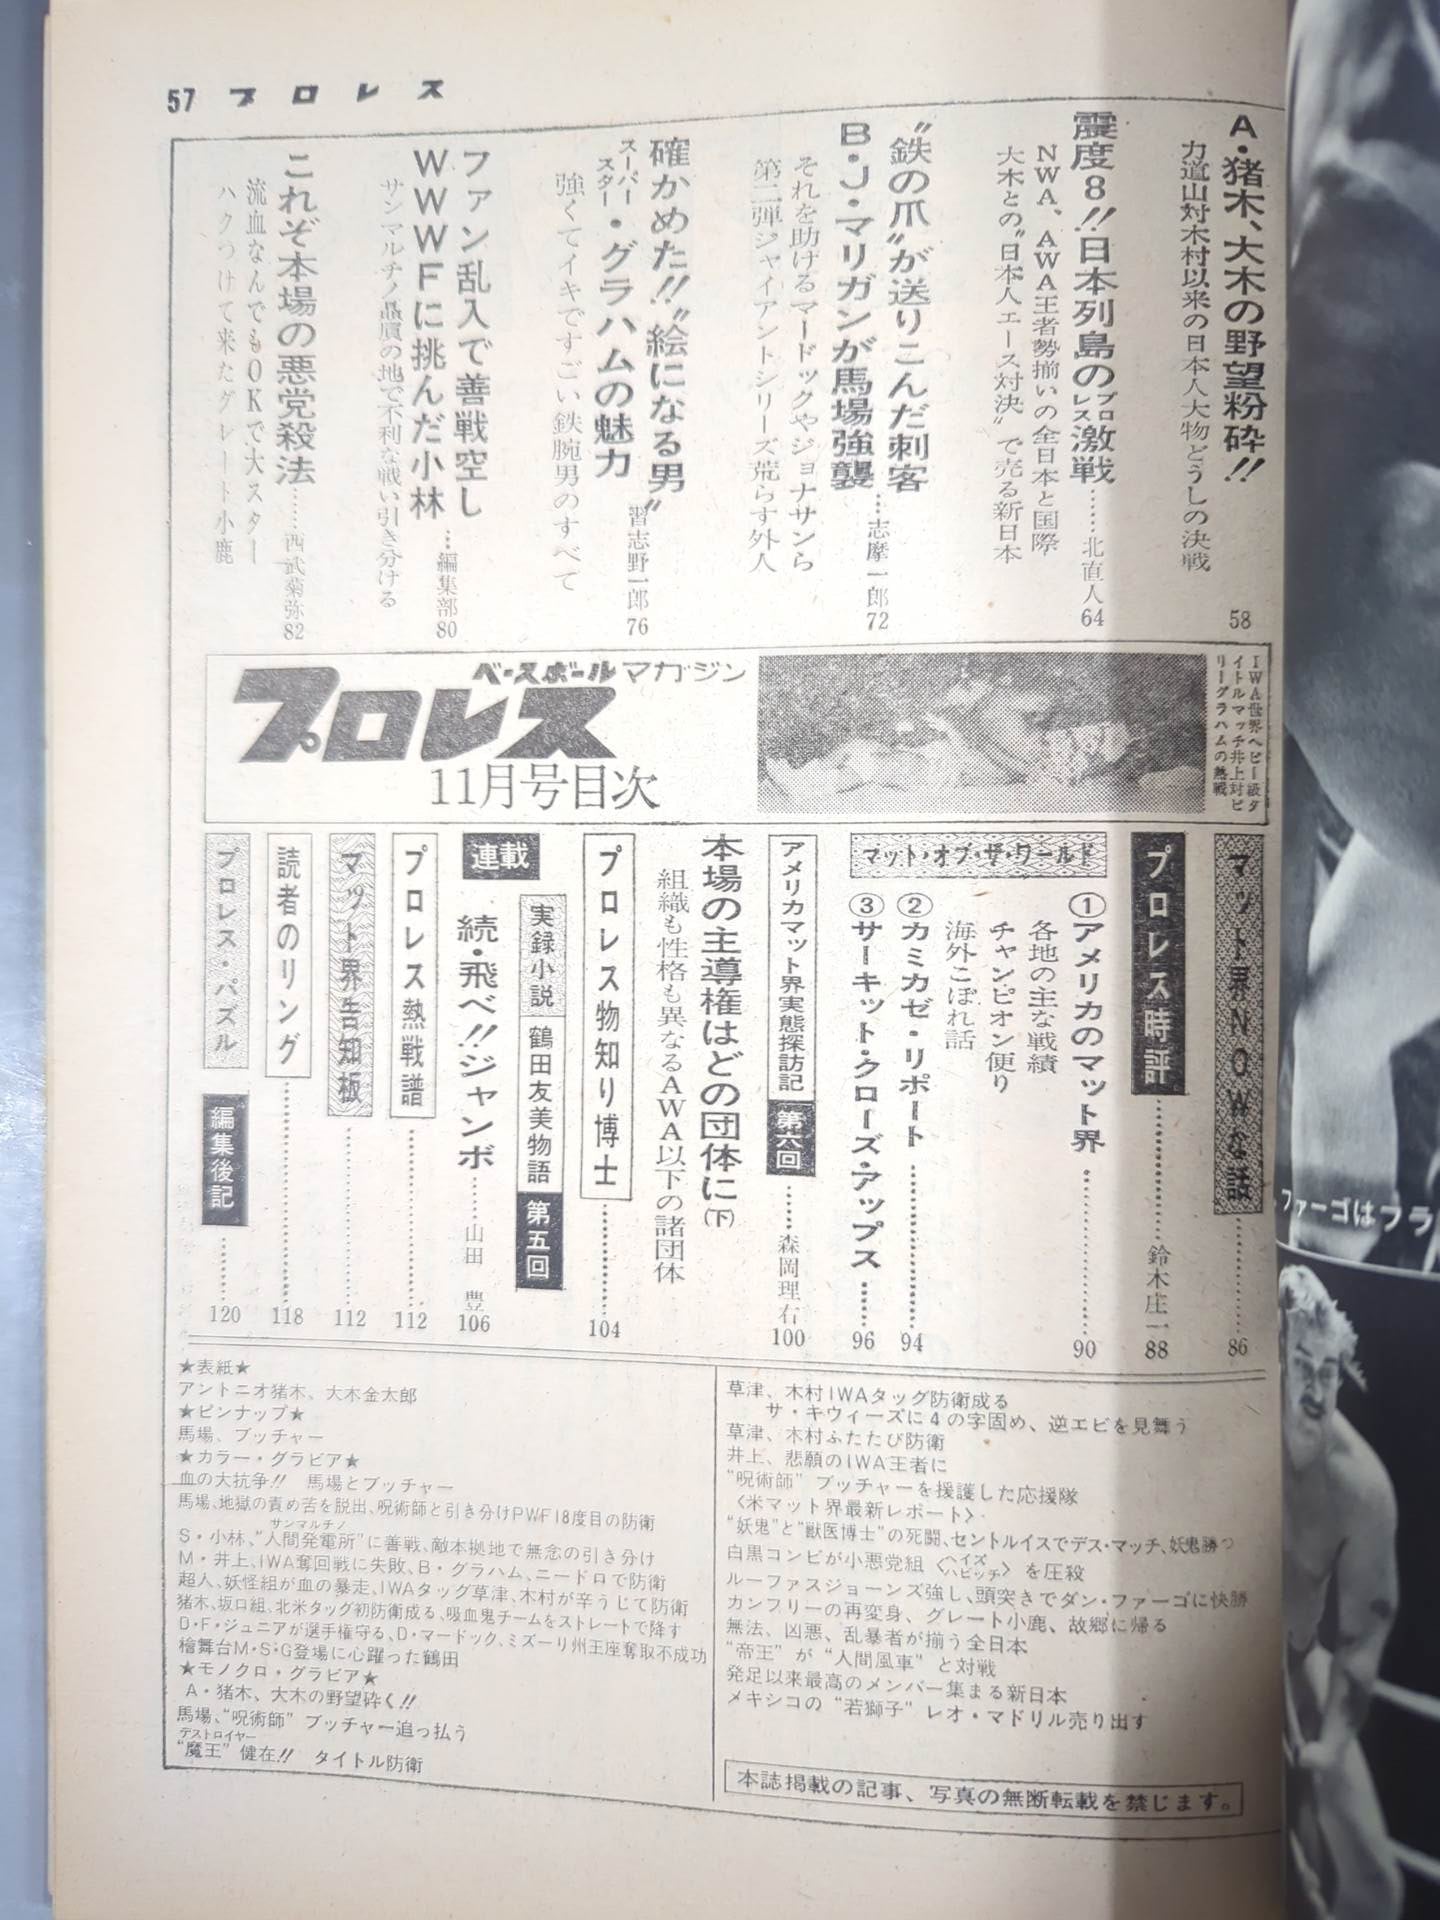 57 プロレス
A・猪木、大木の野望粉砕!!
力道山対木村以来の日本人大物どうしの決戦
58
震度8!!日本列島のプロレス激戦……北直人64
NWA、AWA王者勢揃いの全日本と国際
大木との“日本人エース対決”で売る新日本
“鉄の爪”が送りこんだ刺客
B・J・マリガンが馬場強襲…志摩一郎72
それを助けるマードックやジョナサンら
第二弾ジャイアントシリーズ荒らす外人
確かめた!!“絵になる男”
スーパースター・グラハムの魅力
習志野一郎76
強くてイキですごい鉄腕男のすべて
ファン乱入で善戦空し
WWWFに挑んだ小林…編集部80
サンマルチノ贔屓の地で不利な戦い引き分ける
これぞ本場の悪党殺法……西武菊弥82
流血なんでもOKで大スター
ハクつけて来たグレート小鹿
ベースボールマガジン
プロレス
11月号目次
IWA世界ヘビー級タ
イトルマッチ井上対ビ
リーグラハムの熱戦
マット界NOWな話……86
プロレス時評……鈴木庄一88
マット・オブ・ザ・ワールド
①アメリカのマット界……90
各地の主な戦績
チャンピオン便り
海外こぼれ話
②カミカゼ・リポート……94
③サーキット・クローズ・アップス……96
アメリカマット界実態探訪記 第六回……森岡理右100
本場の主導権はどの団体に(下)
組織も性格も異なるAWA以下の諸団体
プロレス物知り博士……104
連載
実録小説 鶴田友美物語 第五回
続・飛べ!!ジャンボ……山田 豊106
プロレス熱戦譜……112
マット界告知板……112
読者のリング……118
プロレス・パズル
編集後記……120
★表紙★
アントニオ猪木、大木金太郎
★ピンナップ★
馬場、ブッチャー
★カラー・グラビア★
血の大抗争!! 馬場とブッチャー
馬場、地獄の責め苦を脱出、呪術師と引き分けPWF18度目の防衛
サンマルチノ
S・小林、“人間発電所”に善戦、敵本拠地で無念の引き分け
M・井上、IWA奪回戦に失敗、B・グラハム、ニードロで防衛
超人、妖怪組が血の暴走、IWAタッグ草津、木村が辛うじて防衛
猪木、坂口組、北米タッグ初防衛成る、吸血鬼チームをストレートで降す
D・F・ジュニアが選手権守る、D・マードック、ミズーリ州王座奪取不成功
檜舞台M・S・G登場に心躍った鶴田
★モノクロ・グラビア★
A・猪木、大木の野望砕く!!
馬場、“呪術師” ブッチャー追っ払う
デストロイヤー
“魔王” 健在!! タイトル防衛
草津、木村IWAタッグ防衛成る
サ・キウィーズに4の字固め、逆エビを見舞う
草津、木村ふたたび防衛
井上、悲願のIWA王者に
“呪術師” ブッチャーを援護した応援隊
〈米マット界最新レポート〉
“妖鬼”と“獣医博士”の死闘、セントルイスでデス・マッチ、妖鬼勝つ
白黒コンビが小悪党組〈ハイズ ハビッチ〉を圧殺
ルーファスジョーンズ強し、頭突きでダン・ファーゴに快勝
カンフリーの再変身、グレート小鹿、故郷に帰る
無法、凶悪、乱暴者が揃う全日本
“帝王” が “人間風車” と対戦
発足以来最高のメンバー集まる新日本
メキシコの “若獅子” レオ・マドリル売り出す
本誌掲載の記事、写真の無断転載を禁じます。
ファーゴはフラ